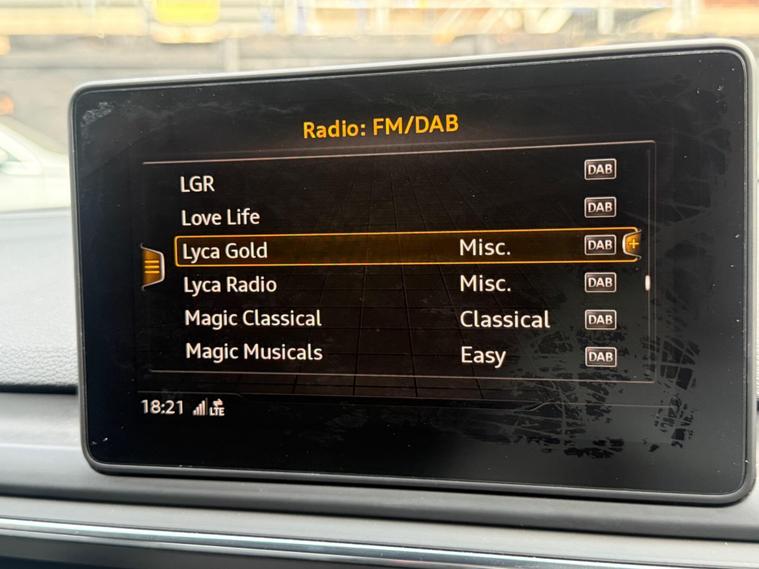 Radio: FM/DAB
LGR DAB
Love Life DAB
Lyca Gold Misc. DAB +
Lyca Radio Misc. DAB
Magic Classical Classical DAB
Magic Musicals Easy DAB
18:21 LTE